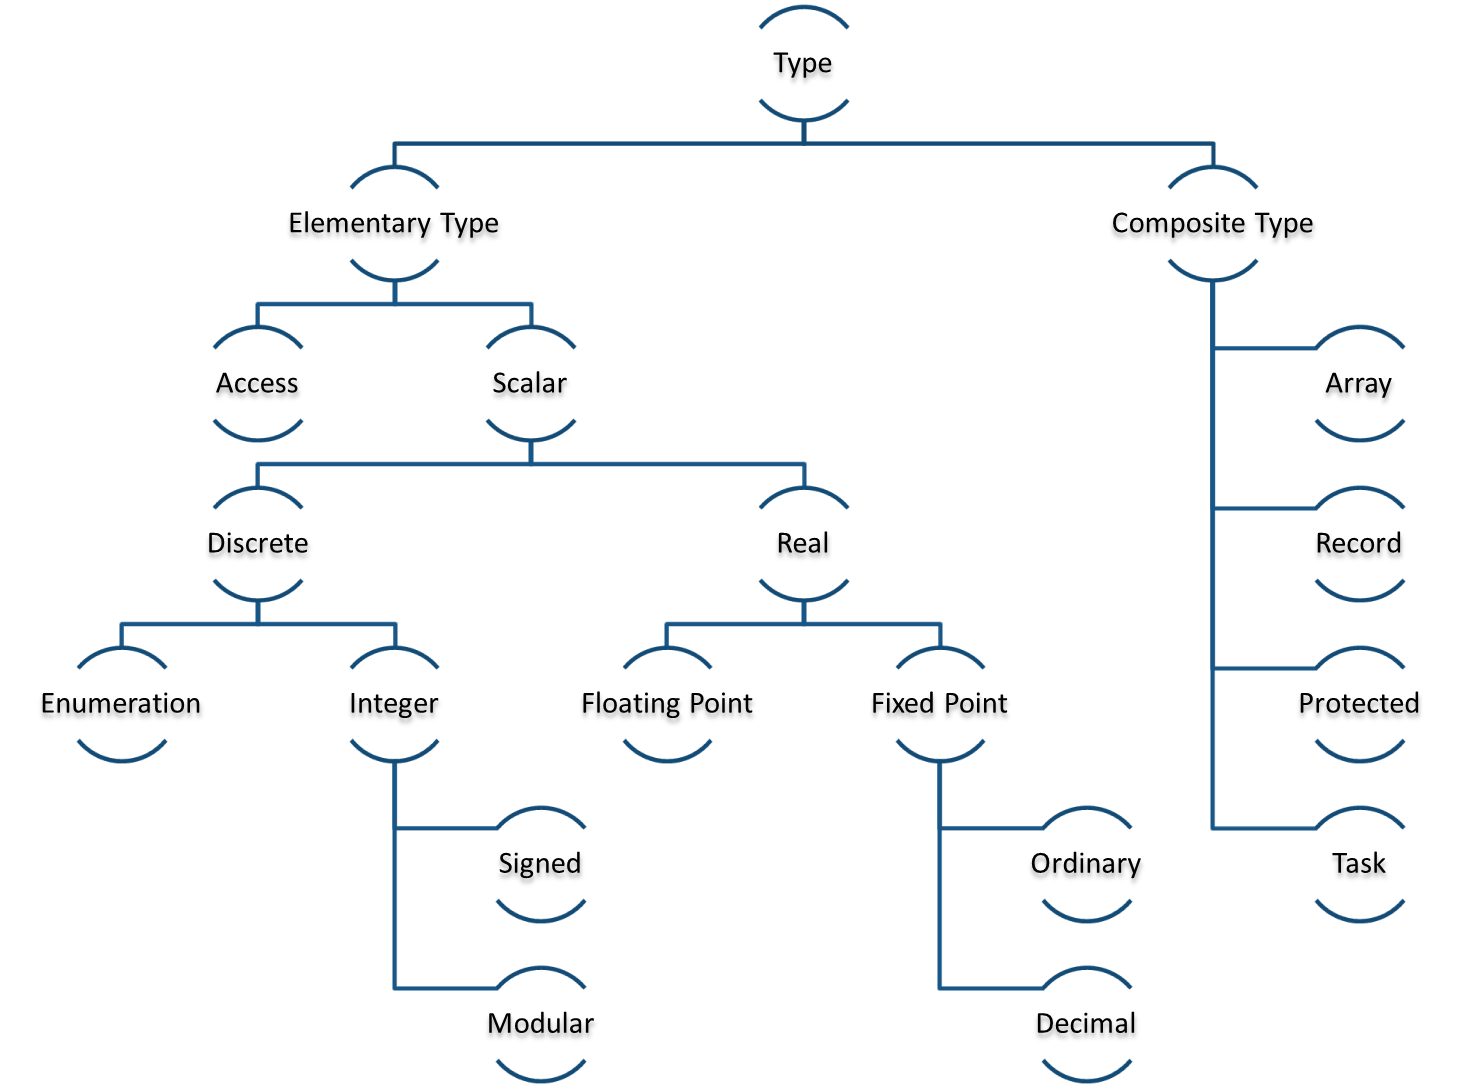 Type
Elementary Type
Composite Type
Access
Scalar
Array
Discrete
Real
Record
Enumeration
Integer
Floating Point
Fixed Point
Protected
Signed
Ordinary
Task
Modular
Decimal